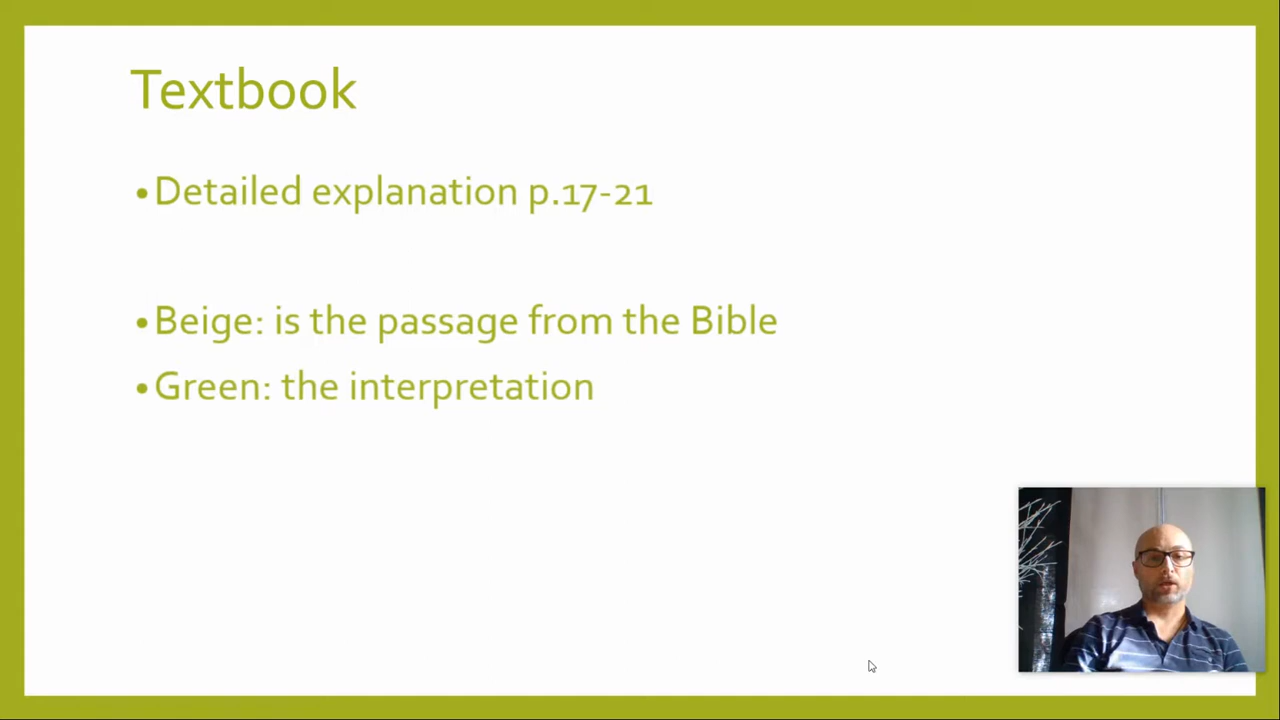 Textbook
•Detailed explanation p.17-21
•Beige: is the passage from the Bible
•Green: the interpretation